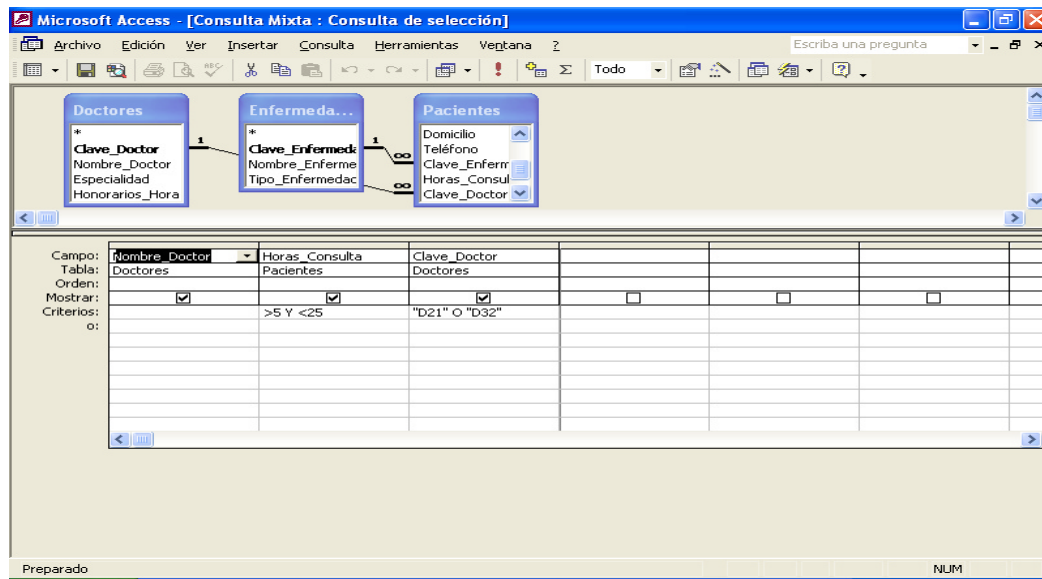 Microsoft Access - [Consulta Mixta : Consulta de selección]
Archivo Edición Ver Insertar Consulta Herramientas Ventana ? Escriba una pregunta
Todo
Doctores Enfermeda... Pacientes
* * Domicilio
Clave_Doctor 1 Clave_Enfermeda 1 Teléfono
Nombre_Doctor Nombre_Enferme ∞ Clave_Enferm
Especialidad Tipo_Enfermedac Horas_Consul
Honorarios_Hora ∞ Clave_Doctor
Campo: Nombre_Doctor Horas_Consulta Clave_Doctor
Tabla: Doctores Pacientes Doctores
Orden:
Mostrar:
Criterios: >5 Y <25 "D21" O "D32"
o:
Preparado NUM